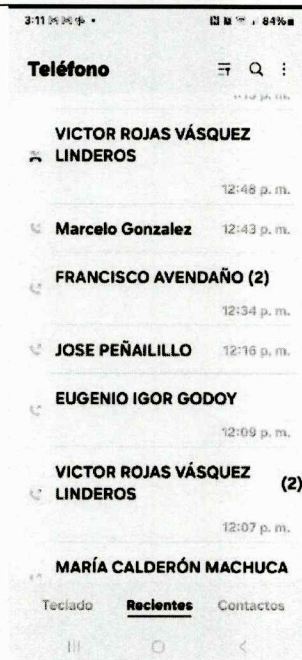 3:11
84%
Teléfono
VICTOR ROJAS VÁSQUEZ
LINDEROS
12:48 p. m.
Marcelo Gonzalez 12:43 p. m.
FRANCISCO AVENDAÑO (2)
12:34 p. m.
JOSE PEÑAILILLO 12:16 p. m.
EUGENIO IGOR GODOY
12:09 p. m.
VICTOR ROJAS VÁSQUEZ (2)
LINDEROS
12:07 p. m.
MARÍA CALDERÓN MACHUCA
Teclado Recientes Contactos